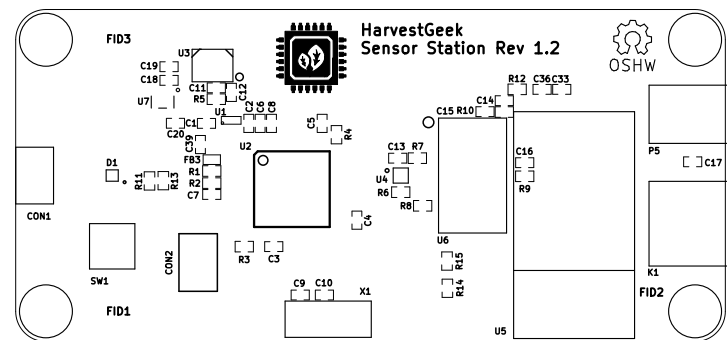 HarvestGeek
Sensor Station Rev 1.2
OSHW
FID3
U3
C19
C18
U7
C11
R5
C12
C20
C1
U1
C2
C6
C8
C5
R4
C39
FB3
R1
R2
C7
U2
D1
R11
R13
CON1
SW1
CON2
R3
C3
C4
C13
R7
U4
R6
R8
C15
R10
C14
R12
C36
C33
C16
R9
P5
C17
U6
R15
R14
K1
FID1
C9
C10
X1
U5
FID2